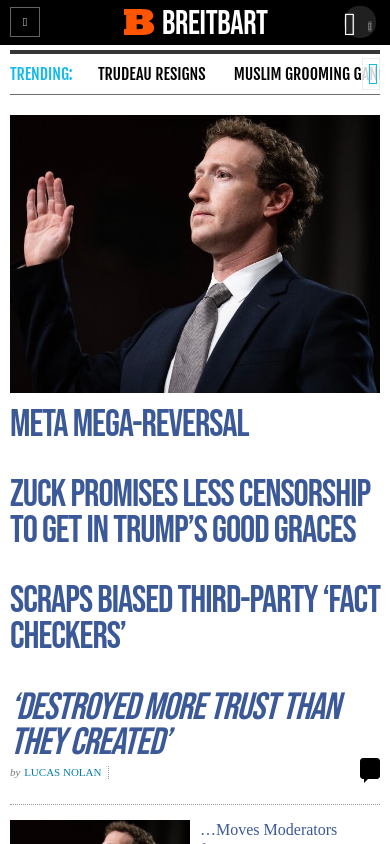 BREITBART
TRENDING: TRUDEAU RESIGNS MUSLIM GROOMING
META MEGA-REVERSAL
ZUCK PROMISES LESS CENSORSHIP
TO GET IN TRUMP’S GOOD GRACES
SCRAPS BIASED THIRD-PARTY ‘FACT
CHECKERS’
‘DESTROYED MORE TRUST THAN
THEY CREATED’
by LUCAS NOLAN
…Moves Moderators